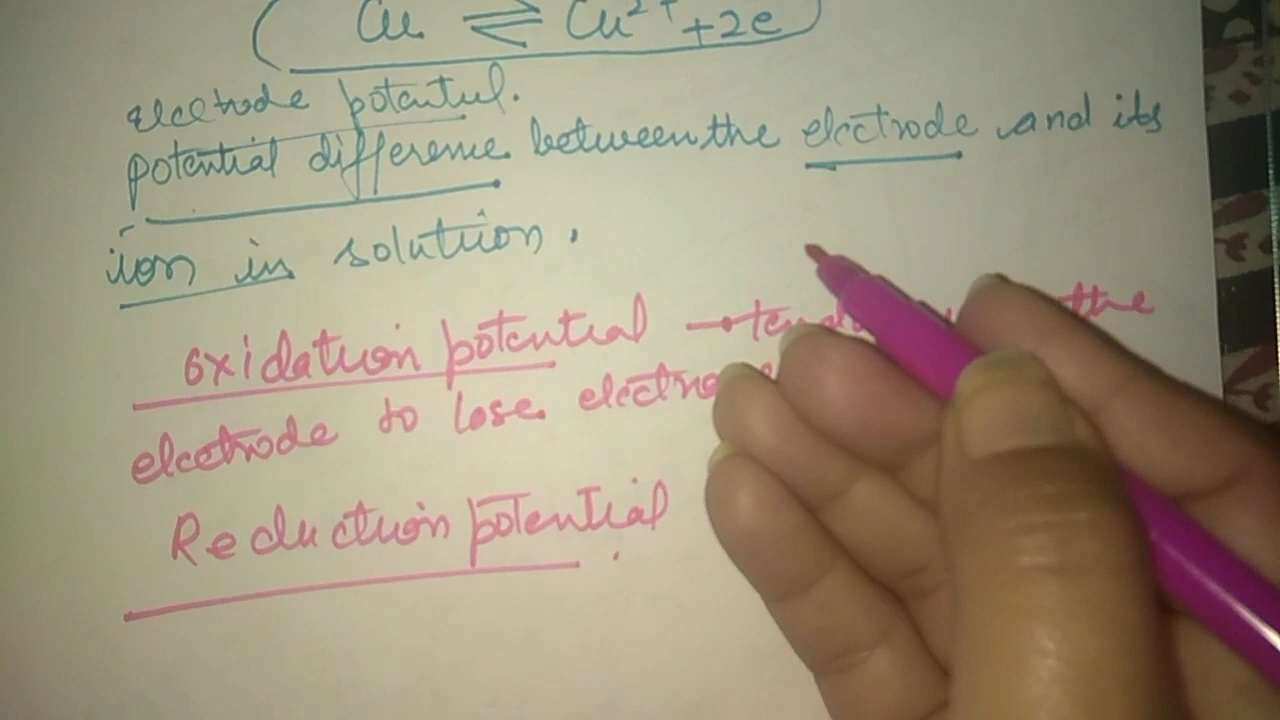 Cu ⇌ Cu²⁺ +2e
electrode potential.
potential difference between the electrode and its
ion in solution.
oxidation potential → the
electrode to lose
Reduction potential